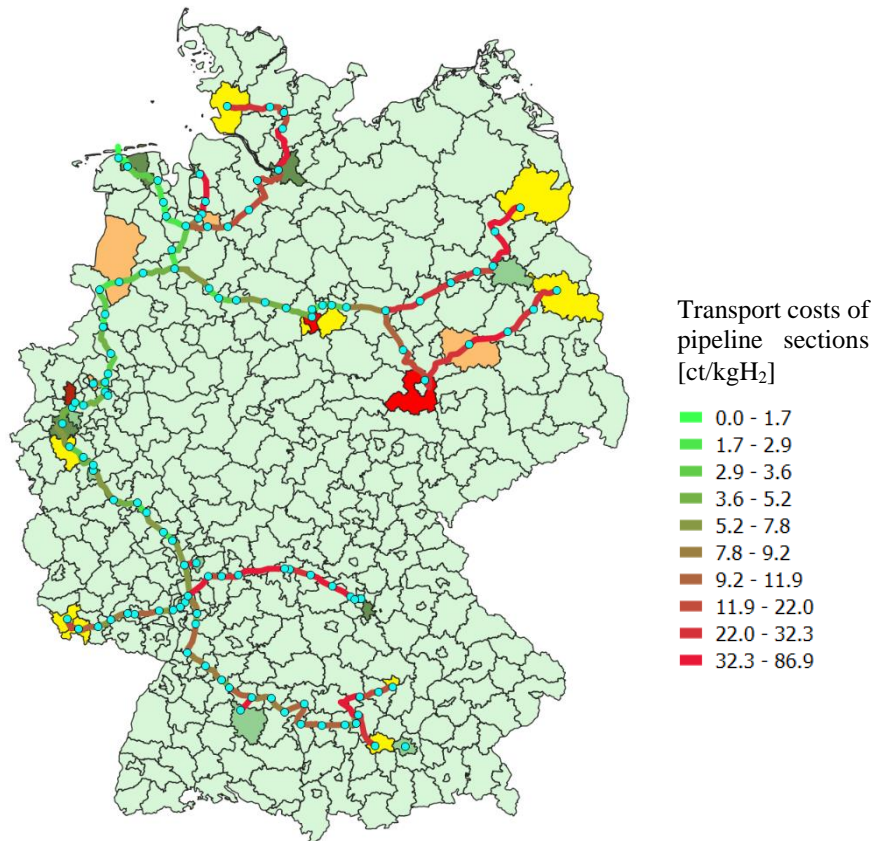 Transport costs of
pipeline sections
[ct/kgH₂]
0.0 - 1.7
1.7 - 2.9
2.9 - 3.6
3.6 - 5.2
5.2 - 7.8
7.8 - 9.2
9.2 - 11.9
11.9 - 22.0
22.0 - 32.3
32.3 - 86.9